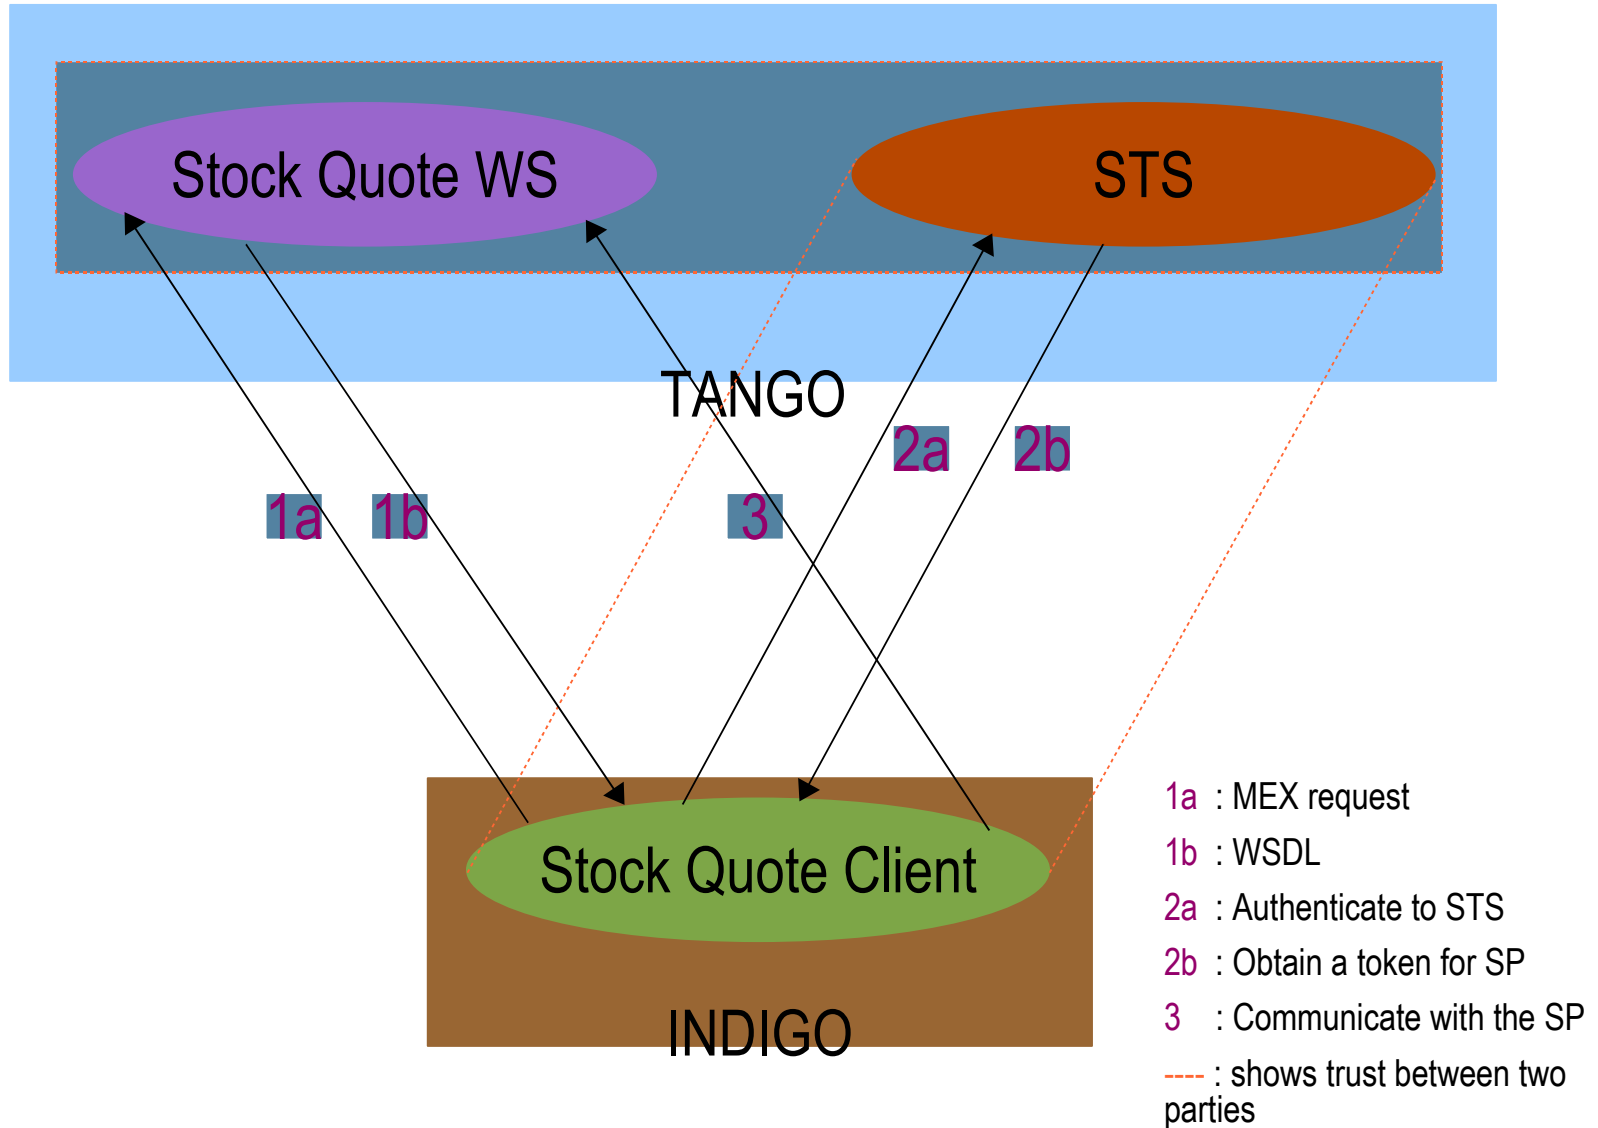 Stock Quote WS
STS
TANGO
2a
2b
1a
1b
3
Stock Quote Client
INDIGO
1a : MEX request
1b : WSDL
2a : Authenticate to STS
2b : Obtain a token for SP
3 : Communicate with the SP
---- : shows trust between two
parties